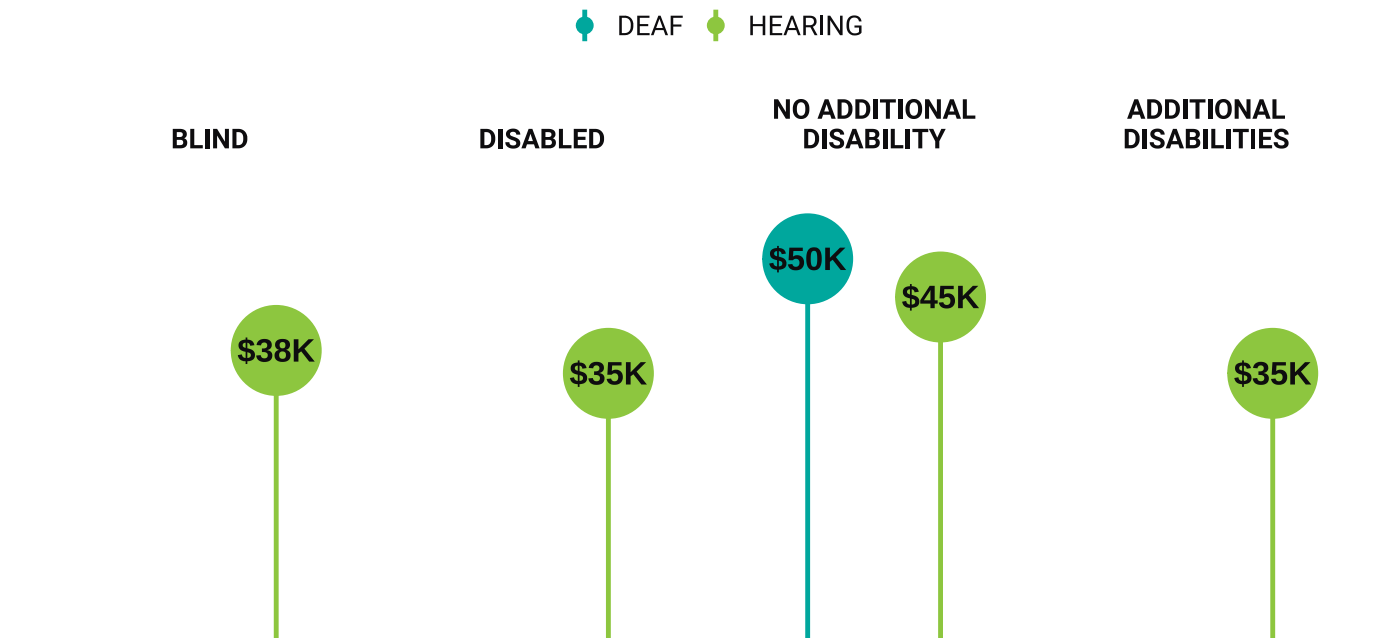 DEAF HEARING
BLIND
DISABLED
NO ADDITIONAL
DISABILITY
ADDITIONAL
DISABILITIES
$38K
$35K
$50K
$45K
$35K